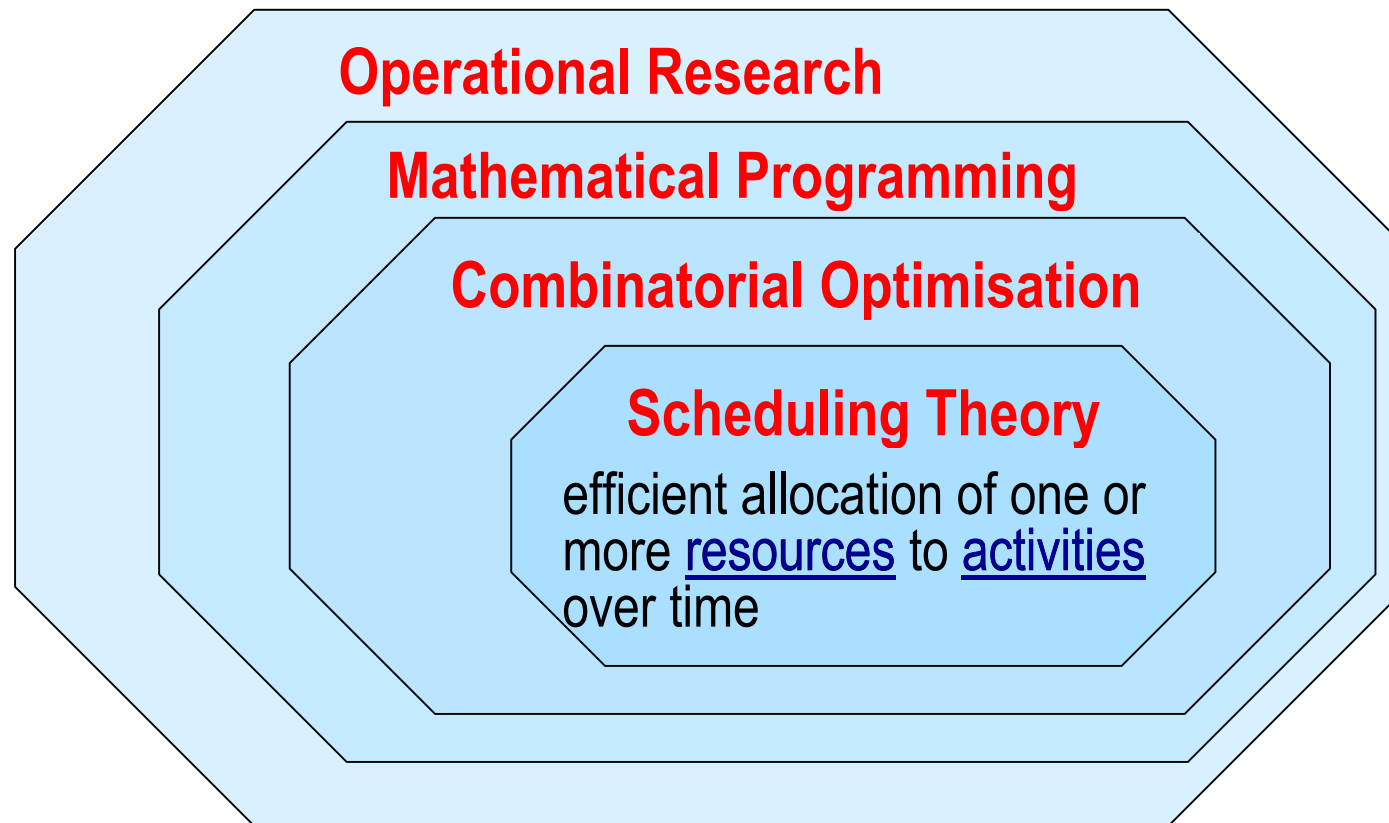 Operational Research
Mathematical Programming
Combinatorial Optimisation
Scheduling Theory
efficient allocation of one or
more resources to activities
over time